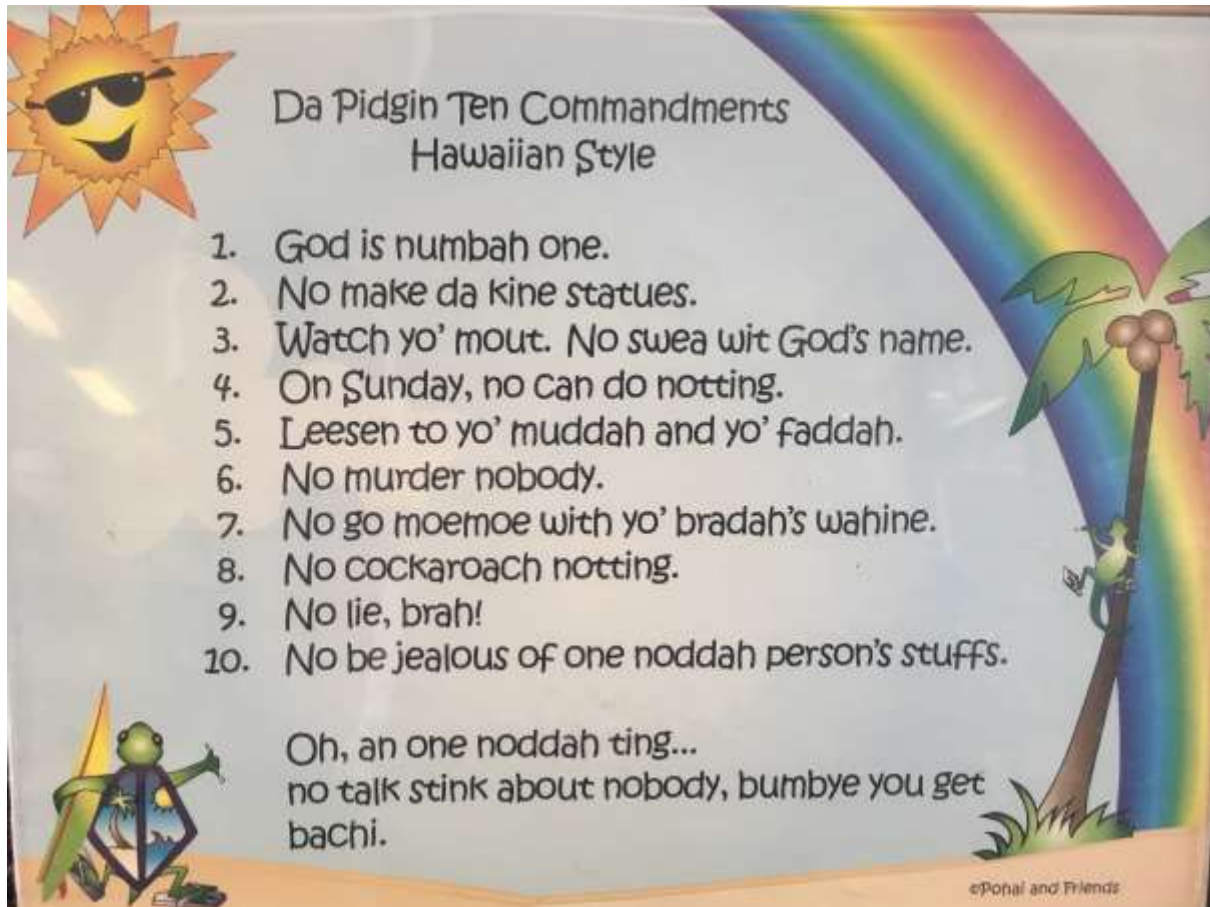 Da Pidgin Ten Commandments
Hawaiian Style
1. God is numbah one.
2. No make da kine statues.
3. Watch yo' mout. No swea wit God's name.
4. On Sunday, no can do notting.
5. Leesen to yo' muddah and yo' faddah.
6. No murder nobody.
7. No go moemoe with yo' bradah's wahine.
8. No cockaroach notting.
9. No lie, brah!
10. No be jealous of one noddah person's stuffs.
Oh, an one noddah ting...
no talk stink about nobody, bumbye you get
bachi.
©Pohai and Friends